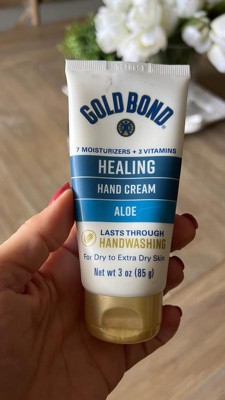 GOLD BOND
7 MOISTURIZERS + 3 VITAMINS
HEALING
HAND CREAM
ALOE
LASTS THROUGH
HANDWASHING
For Dry to Extra Dry Skin
Net wt 3 oz (85 g)